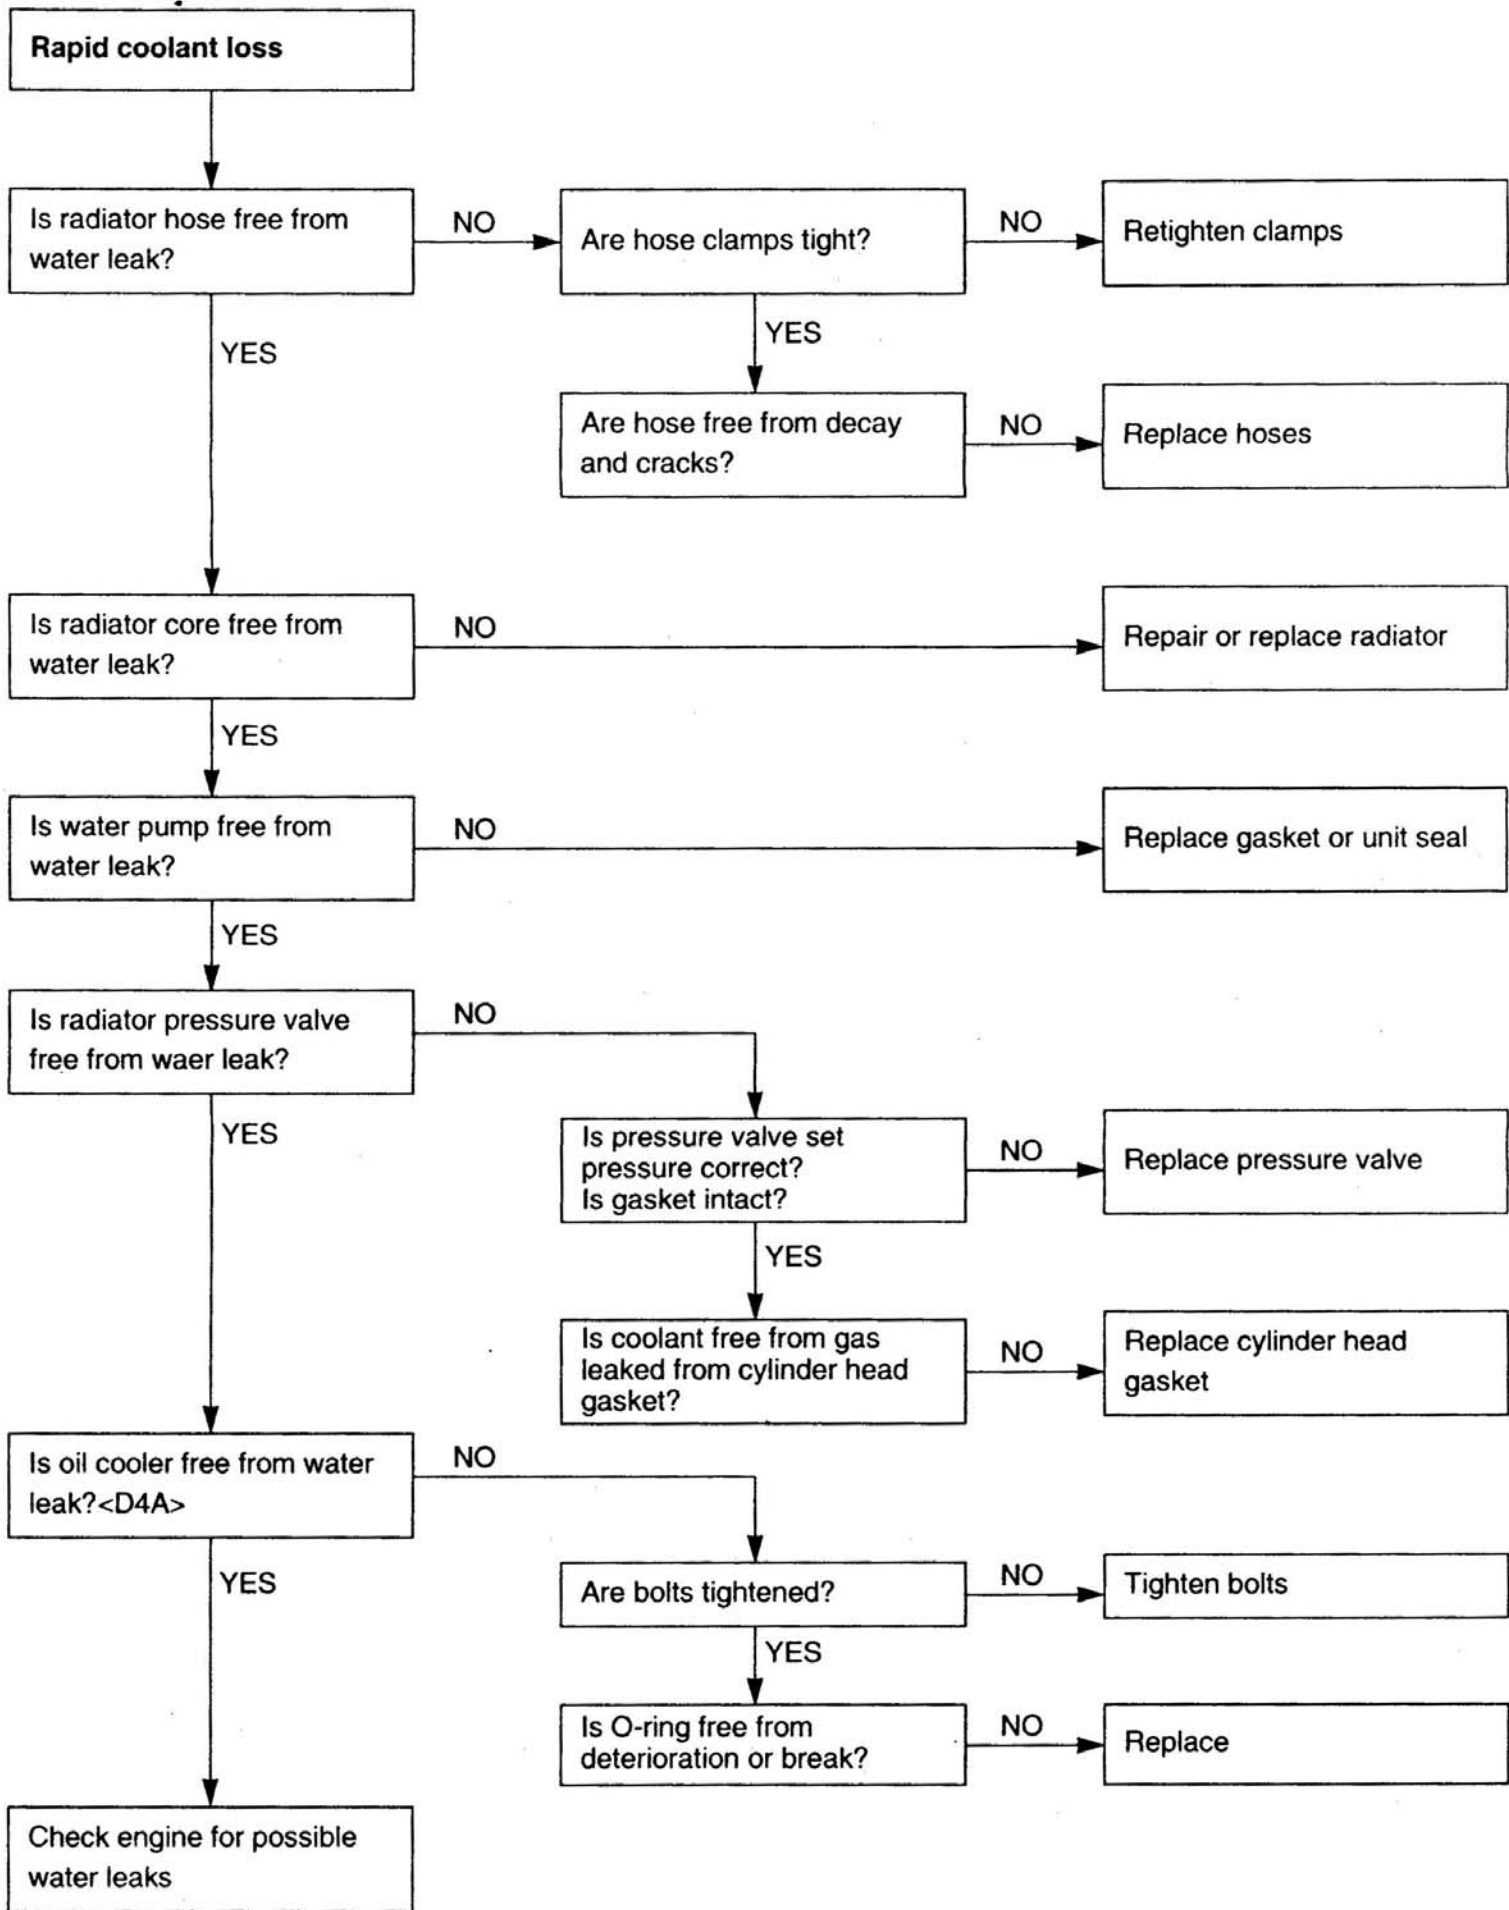 Rapid coolant loss
Is radiator hose free from
water leak?
NO
Are hose clamps tight?
NO
Retighten clamps
YES
YES
Are hose free from decay
and cracks?
NO
Replace hoses
Is radiator core free from
water leak?
NO
Repair or replace radiator
YES
Is water pump free from
water leak?
NO
Replace gasket or unit seal
YES
Is radiator pressure valve
free from waer leak?
NO
YES
Is pressure valve set
pressure correct?
Is gasket intact?
NO
Replace pressure valve
YES
Is coolant free from gas
leaked from cylinder head
gasket?
NO
Replace cylinder head
gasket
Is oil cooler free from water
leak?<D4A>
NO
YES
Are bolts tightened?
NO
Tighten bolts
YES
Is O-ring free from
deterioration or break?
NO
Replace
Check engine for possible
water leaks